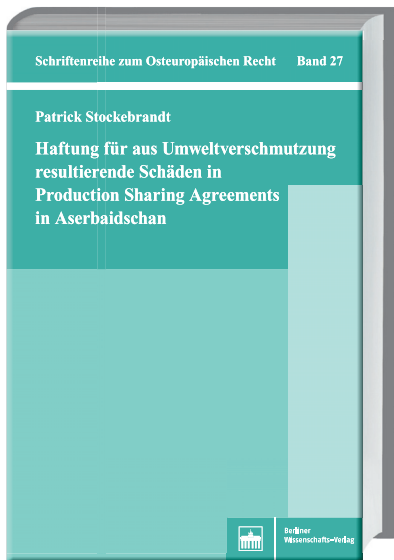 Schriftenreihe zum Osteuropäischen Recht Band 27
Patrick Stockebrandt
Haftung für aus Umweltverschmutzung
resultierende Schäden in
Production Sharing Agreements
in Aserbaidschan
Berliner
Wissenschafts-Verlag